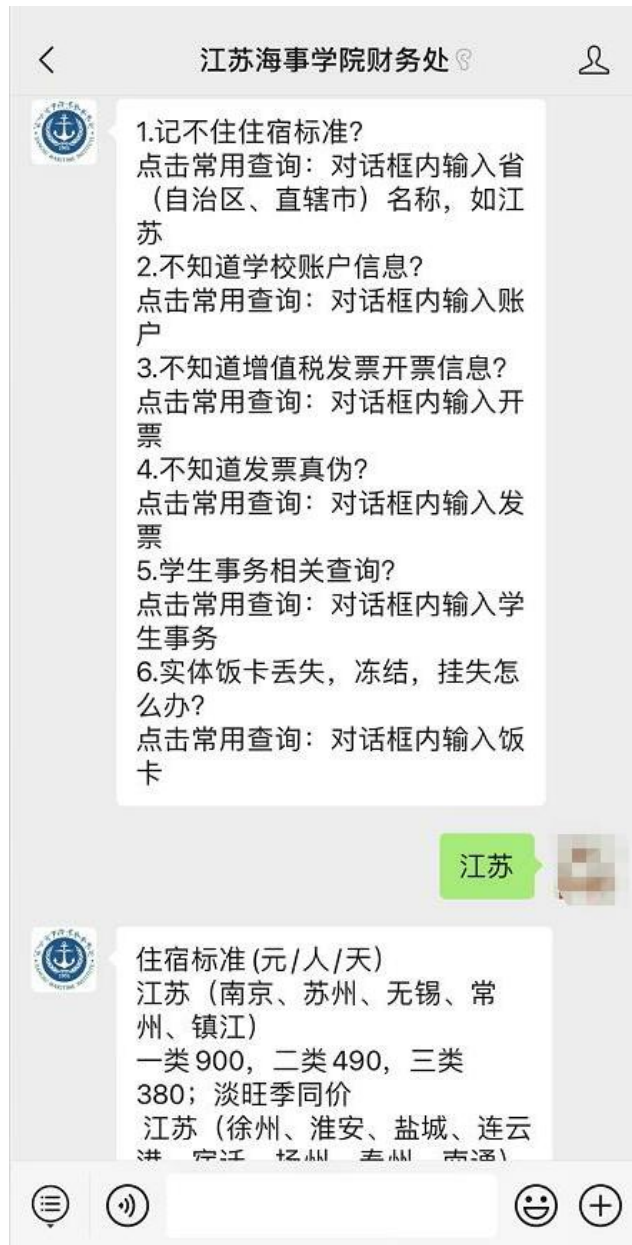 江苏海事学院财务处
1.记不住住宿标准?
点击常用查询：对话框内输入省
（自治区、直辖市）名称，如江
苏
2.不知道学校账户信息?
点击常用查询：对话框内输入账
户
3.不知道增值税发票开票信息?
点击常用查询：对话框内输入开
票
4.不知道发票真伪?
点击常用查询：对话框内输入发
票
5.学生事务相关查询?
点击常用查询：对话框内输入学
生事务
6.实体饭卡丢失，冻结，挂失怎
么办?
点击常用查询：对话框内输入饭
卡
江苏
住宿标准(元/人/天)
江苏（南京、苏州、无锡、常
州、镇江）
一类900，二类490，三类
380；淡旺季同价
江苏（徐州、淮安、盐城、连云
港、宿迁、扬州、泰州、南通）